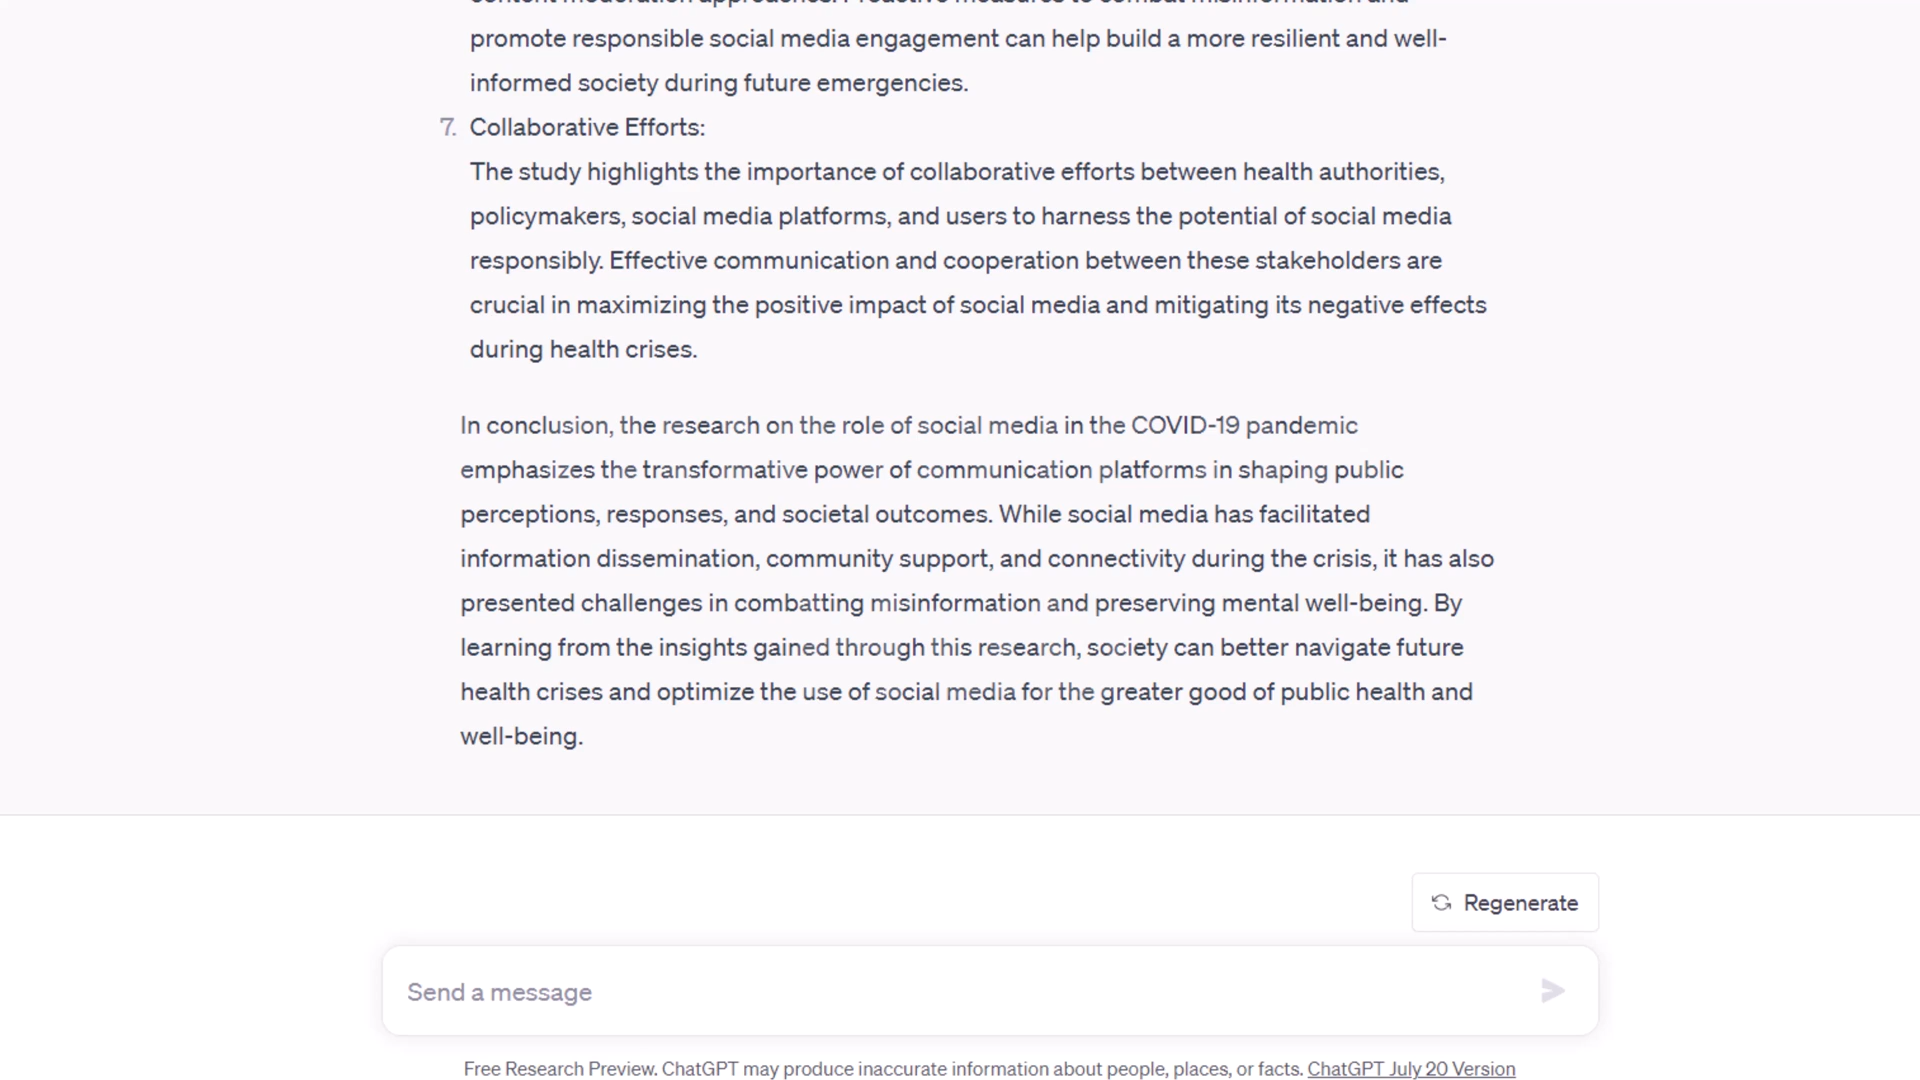 content moderation approaches. Proactive measures to combat misinformation and
promote responsible social media engagement can help build a more resilient and well-
informed society during future emergencies.
7. Collaborative Efforts:
The study highlights the importance of collaborative efforts between health authorities,
policymakers, social media platforms, and users to harness the potential of social media
responsibly. Effective communication and cooperation between these stakeholders are
crucial in maximizing the positive impact of social media and mitigating its negative effects
during health crises.
In conclusion, the research on the role of social media in the COVID-19 pandemic
emphasizes the transformative power of communication platforms in shaping public
perceptions, responses, and societal outcomes. While social media has facilitated
information dissemination, community support, and connectivity during the crisis, it has also
presented challenges in combatting misinformation and preserving mental well-being. By
learning from the insights gained through this research, society can better navigate future
health crises and optimize the use of social media for the greater good of public health and
well-being.
Regenerate
Send a message
Free Research Preview. ChatGPT may produce inaccurate information about people, places, or facts. ChatGPT July 20 Version